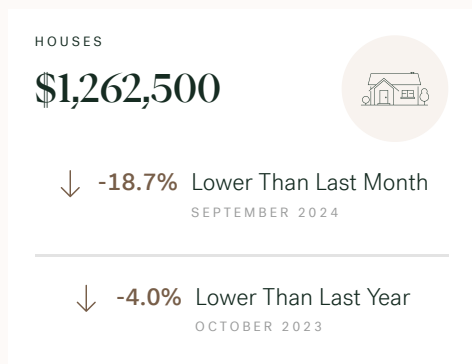 HOUSES
$1,262,500
-18.7% Lower Than Last Month
SEPTEMBER 2024
-4.0% Lower Than Last Year
OCTOBER 2023